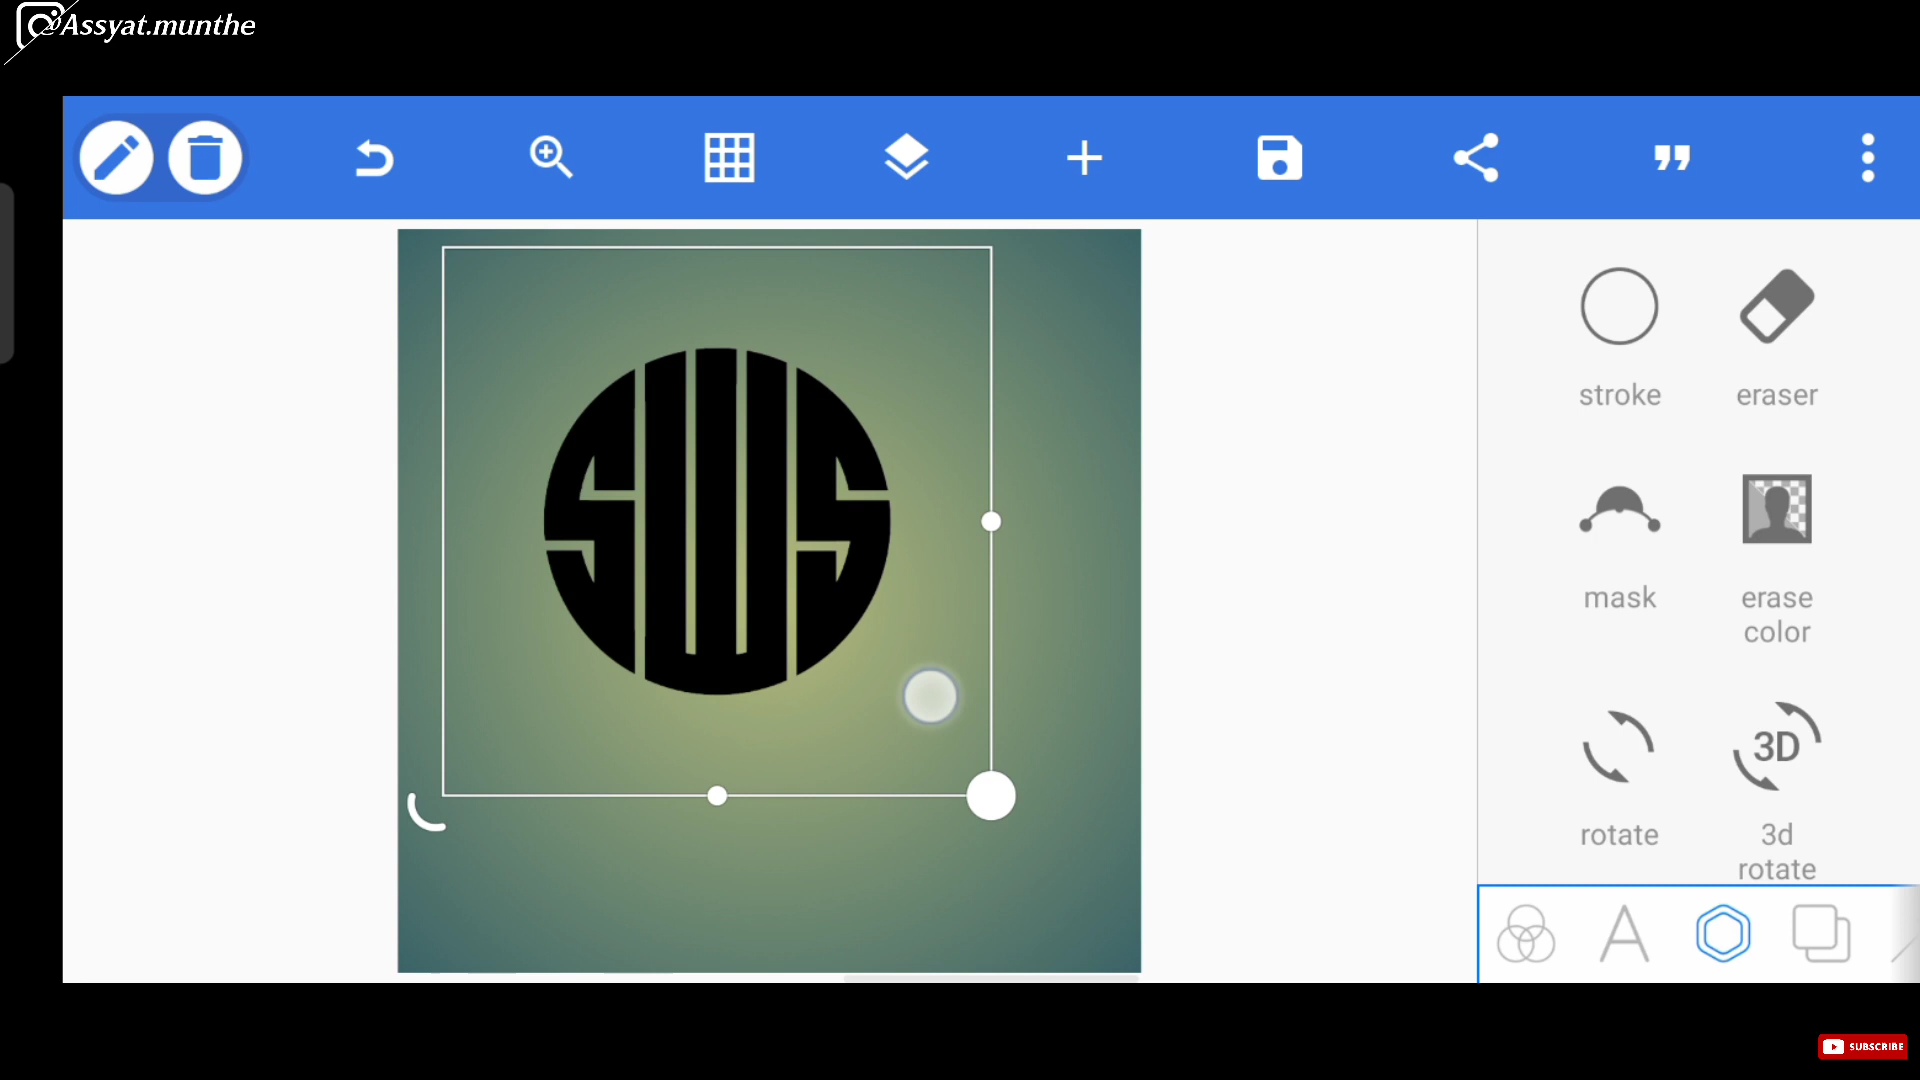 @Assyat.munthe
SWS
stroke
eraser
mask
erase
color
rotate
3D
3d
rotate
A
SUBSCRIBE